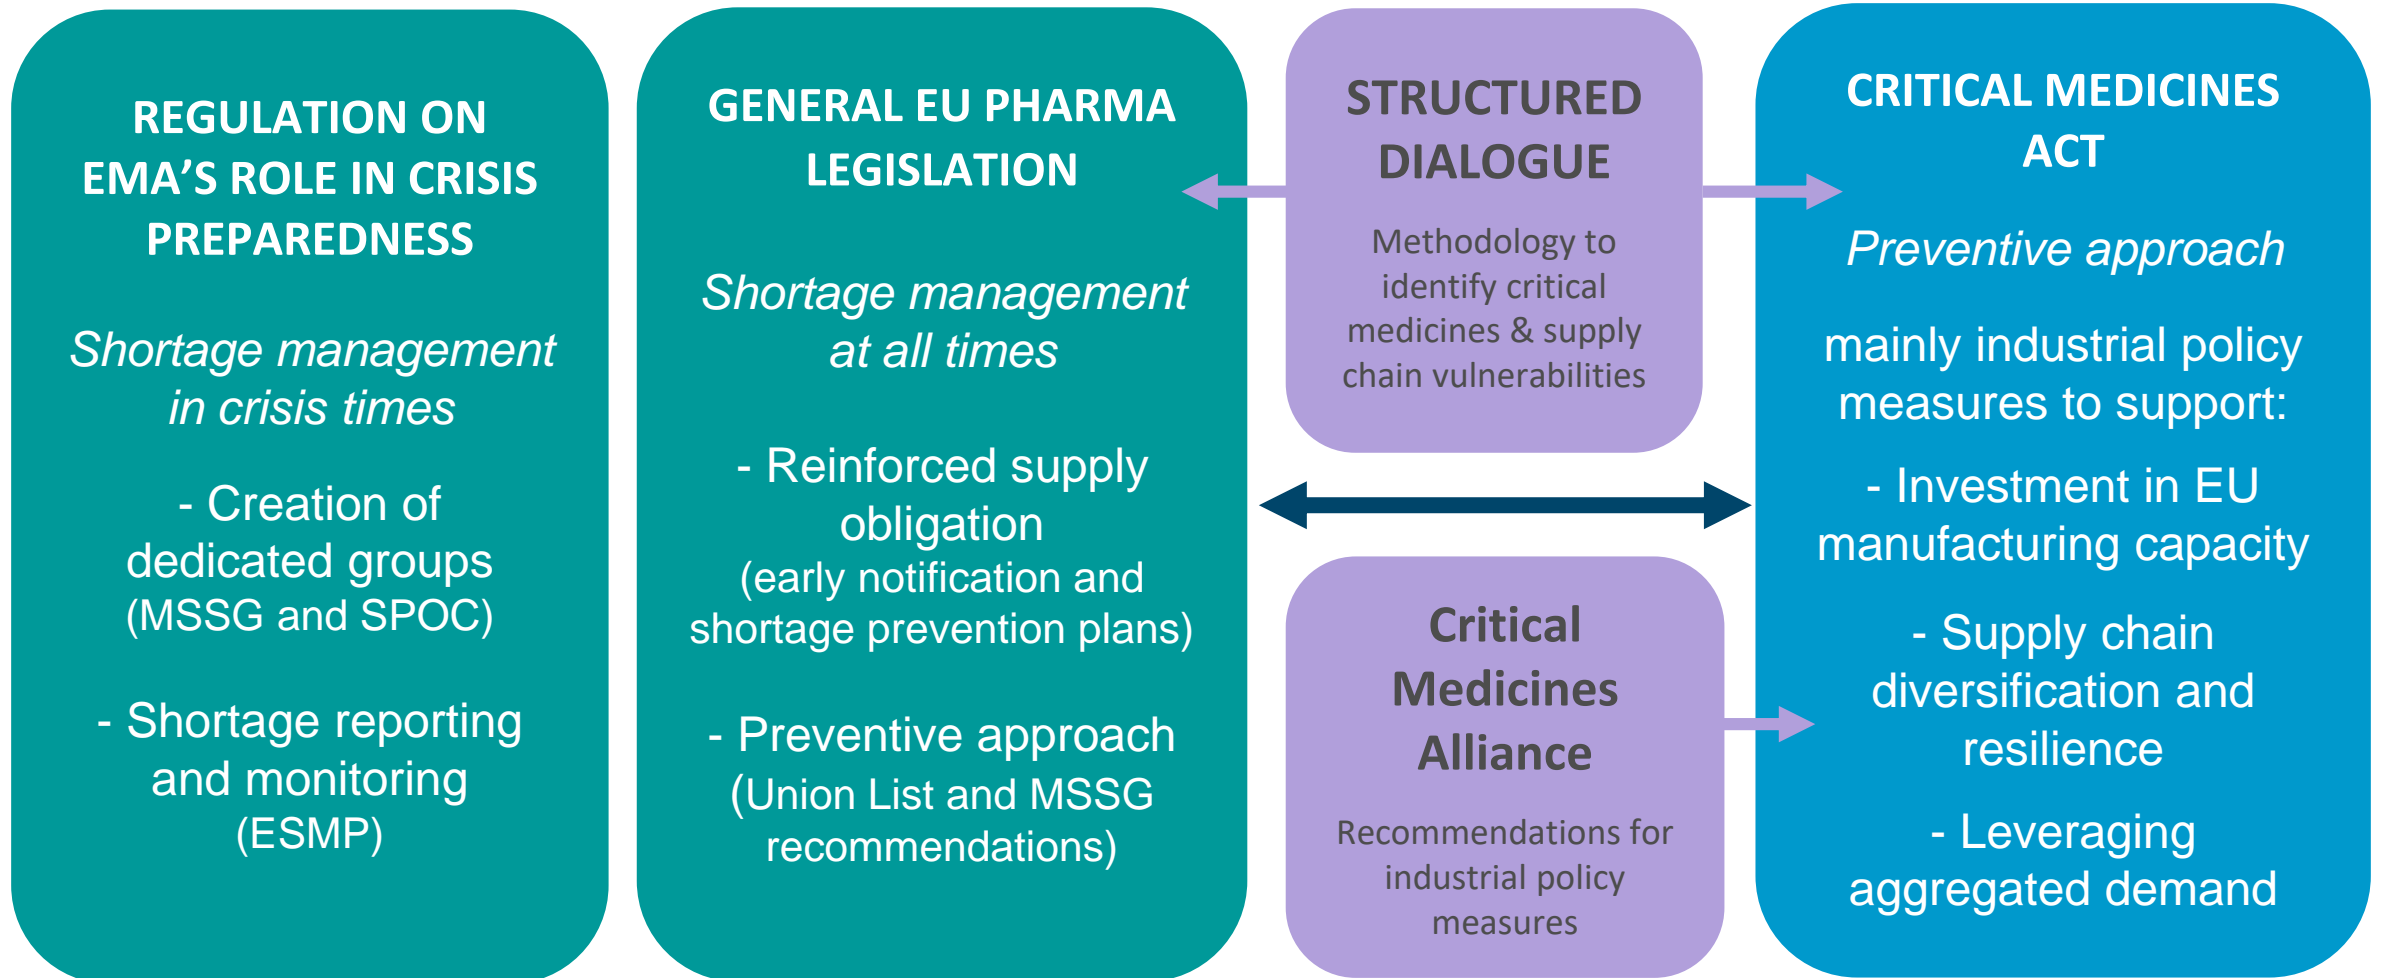 REGULATION ON
EMA’S ROLE IN CRISIS
PREPAREDNESS
Shortage management
in crisis times
- Creation of
dedicated groups
(MSSG and SPOC)
- Shortage reporting
and monitoring
(ESMP)
GENERAL EU PHARMA
LEGISLATION
Shortage management
at all times
- Reinforced supply
obligation
(early notification and
shortage prevention plans)
- Preventive approach
(Union List and MSSG
recommendations)
STRUCTURED
DIALOGUE
Methodology to
identify critical
medicines & supply
chain vulnerabilities
Critical
Medicines
Alliance
Recommendations for
industrial policy
measures
CRITICAL MEDICINES
ACT
Preventive approach
mainly industrial policy
measures to support:
- Investment in EU
manufacturing capacity
- Supply chain
diversification and
resilience
- Leveraging
aggregated demand